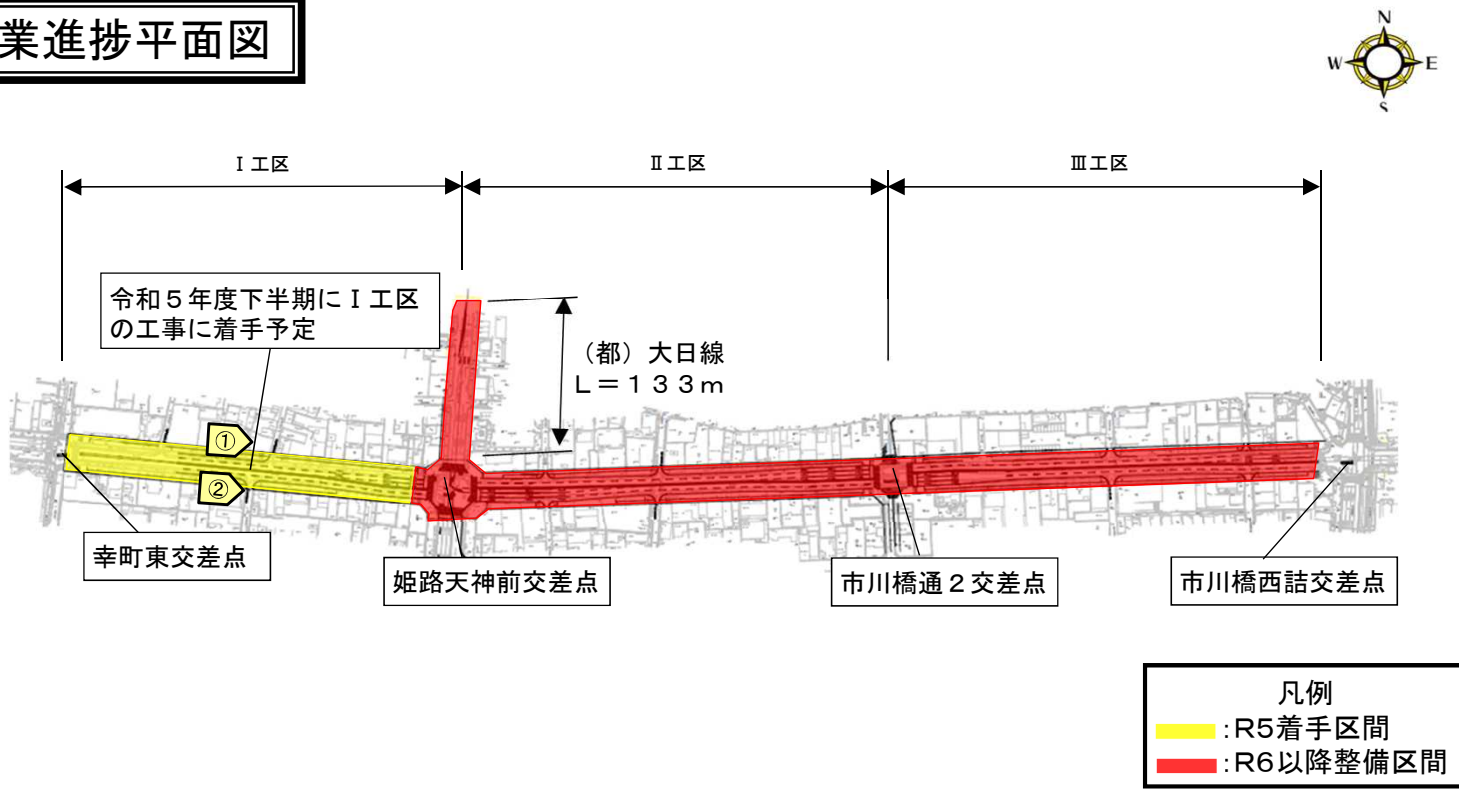 業進捗平面図
N
W
E
S
Ⅰ工区
Ⅱ工区
Ⅲ工区
令和５年度下半期にⅠ工区
の工事に着手予定
（都）大日線
Ｌ＝１３３ｍ
①
②
幸町東交差点
姫路天神前交差点
市川橋通２交差点
市川橋西詰交差点
凡例
:R5着手区間
:R6以降整備区間